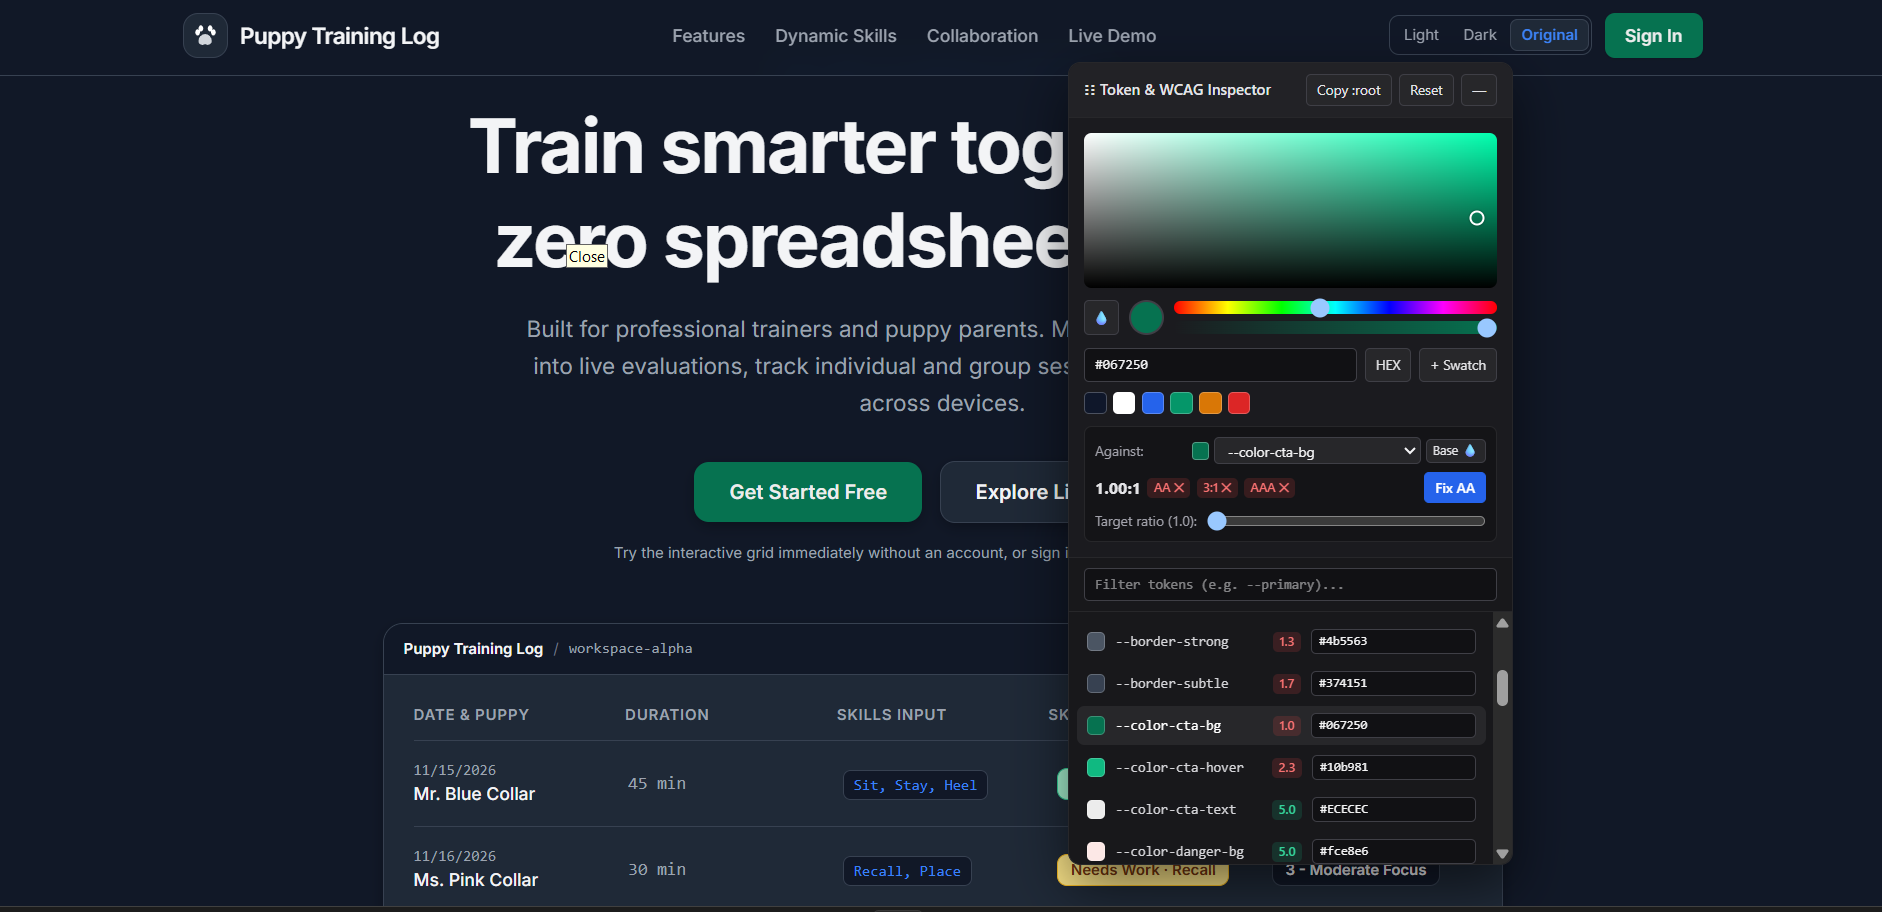 Puppy Training Log
Features
Dynamic Skills
Collaboration
Live Demo
Light
Dark
Original
Sign In
Train smarter tog
zero spreadshee
Close
Built for professional trainers and puppy parents. M
into live evaluations, track individual and group ses
across devices.
Get Started Free
Explore Li
Try the interactive grid immediately without an account, or sign i
Puppy Training Log / workspace-alpha
DATE & PUPPY
DURATION
SKILLS INPUT
SK
11/15/2026
Mr. Blue Collar
45 min
Sit, Stay, Heel
11/16/2026
Ms. Pink Collar
30 min
Recall, Place
Needs Work · Recall
3 - Moderate Focus
Token & WCAG Inspector
Copy :root
Reset
—
#067250
HEX
+ Swatch
Against:
--color-cta-bg
Base
1.00:1
AA ✕
3:1 ✕
AAA ✕
Fix AA
Target ratio (1.0):
Filter tokens (e.g. --primary)...
--border-strong 1.3 #4b5563
--border-subtle 1.7 #374151
--color-cta-bg 1.0 #067250
--color-cta-hover 2.3 #10b981
--color-cta-text 5.0 #ECECEC
--color-danger-bg 5.0 #fce8e6